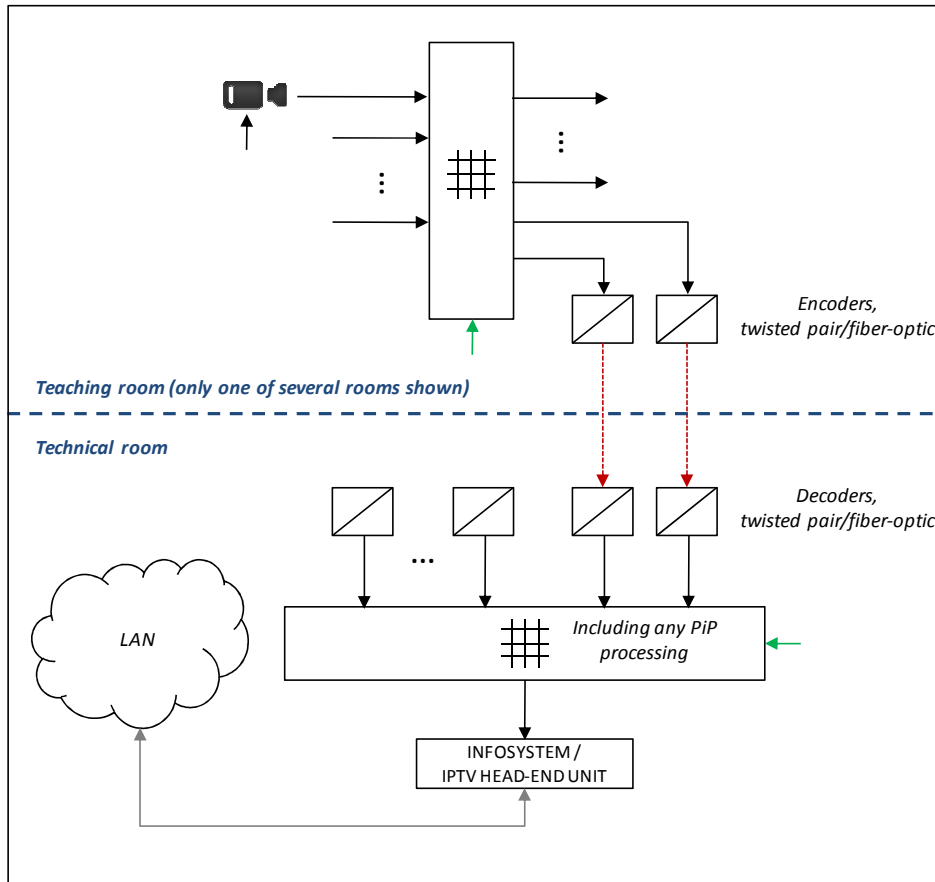 Encoders,
twisted pair/fiber-optic
Teaching room (only one of several rooms shown)
Technical room
Decoders,
twisted pair/fiber-optic
LAN
Including any PiP
processing
INFOSYSTEM /
IPTV HEAD-END UNIT